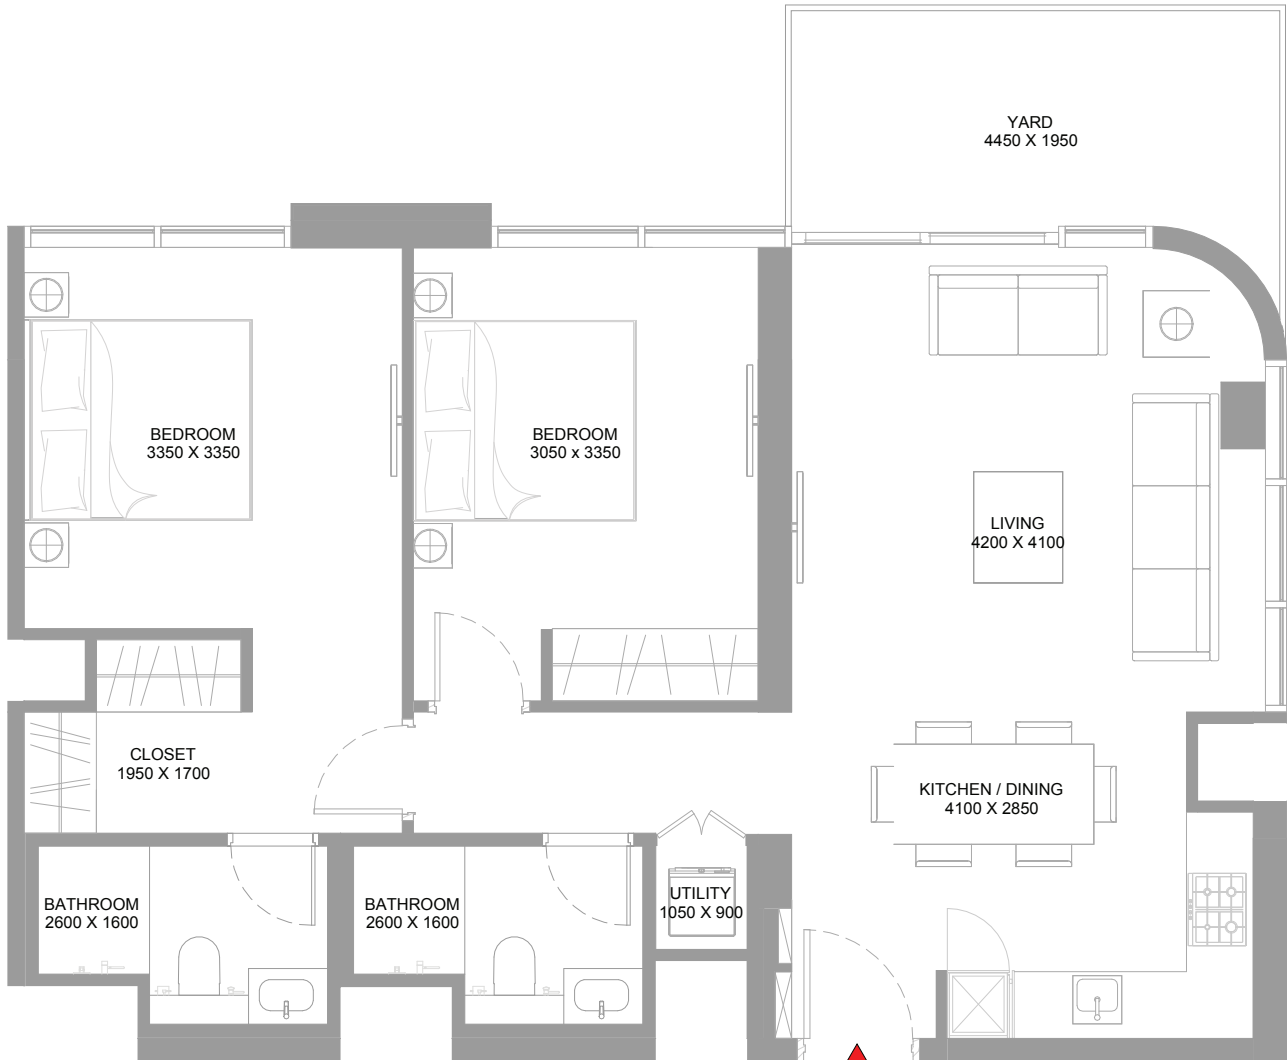 YARD
4450 X 1950
BEDROOM
3350 X 3350
BEDROOM
3050 x 3350
LIVING
4200 X 4100
CLOSET
1950 X 1700
KITCHEN / DINING
4100 X 2850
BATHROOM
2600 X 1600
BATHROOM
2600 X 1600
UTILITY
1050 X 900